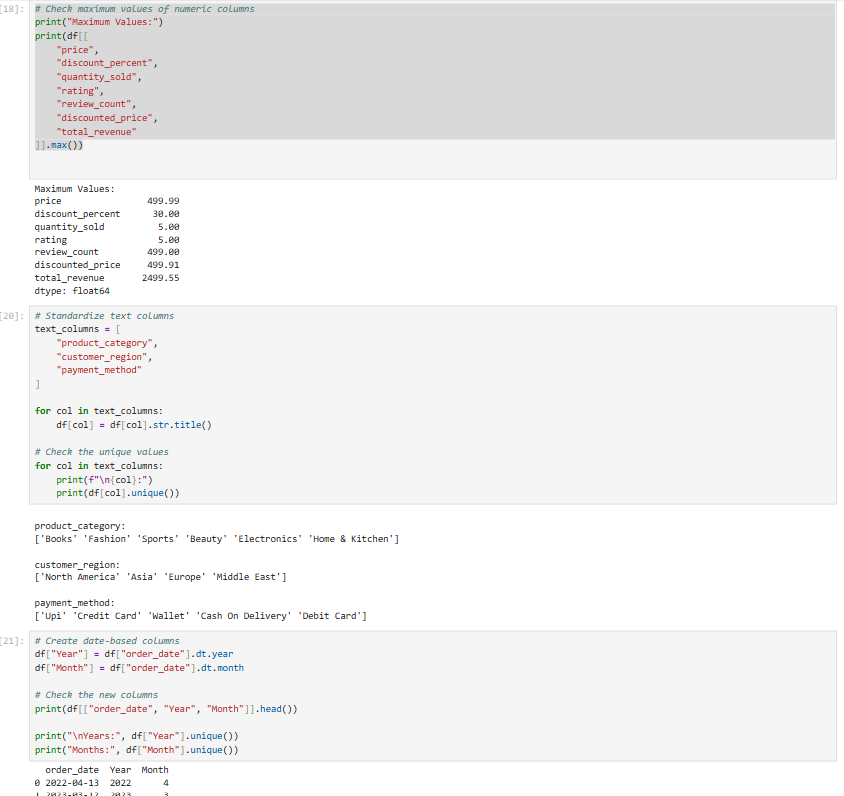 [18]:
# Check maximum values of numeric columns
print("Maximum Values:")
print(df[[
    "price",
    "discount_percent",
    "quantity_sold",
    "rating",
    "review_count",
    "discounted_price",
    "total_revenue"
]].max())
Maximum Values:
price 499.99
discount_percent 30.00
quantity_sold 5.00
rating 5.00
review_count 499.00
discounted_price 499.91
total_revenue 2499.55
dtype: float64
[20]:
# Standardize text columns
text_columns = [
    "product_category",
    "customer_region",
    "payment_method"
]
for col in text_columns:
    df[col] = df[col].str.title()
# Check the unique values
for col in text_columns:
    print(f"\n{col}:")
    print(df[col].unique())
product_category:
['Books' 'Fashion' 'Sports' 'Beauty' 'Electronics' 'Home & Kitchen']
customer_region:
['North America' 'Asia' 'Europe' 'Middle East']
payment_method:
['Upi' 'Credit Card' 'Wallet' 'Cash On Delivery' 'Debit Card']
[21]:
# Create date-based columns
df["Year"] = df["order_date"].dt.year
df["Month"] = df["order_date"].dt.month
# Check the new columns
print(df[["order_date", "Year", "Month"]].head())
print("\nYears:", df["Year"].unique())
print("Months:", df["Month"].unique())
order_date Year Month
0 2022-04-13 2022 4
1 2023-03-12 2023 3